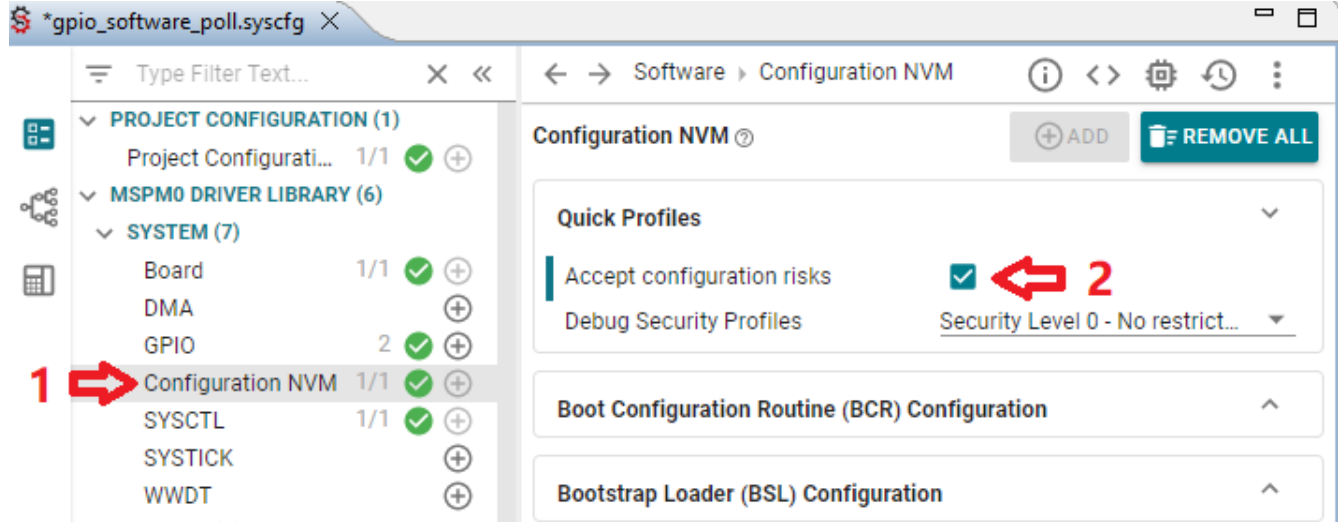 *gpio_software_poll.syscfg
Type Filter Text...
PROJECT CONFIGURATION (1)
Project Configurati... 1/1
MSPM0 DRIVER LIBRARY (6)
SYSTEM (7)
Board 1/1
DMA
GPIO 2
1 Configuration NVM 1/1
SYSCTL 1/1
SYSTICK
WWDT
Software Configuration NVM
Configuration NVM
ADD
REMOVE ALL
Quick Profiles
Accept configuration risks 2
Debug Security Profiles Security Level 0 - No restrict...
Boot Configuration Routine (BCR) Configuration
Bootstrap Loader (BSL) Configuration